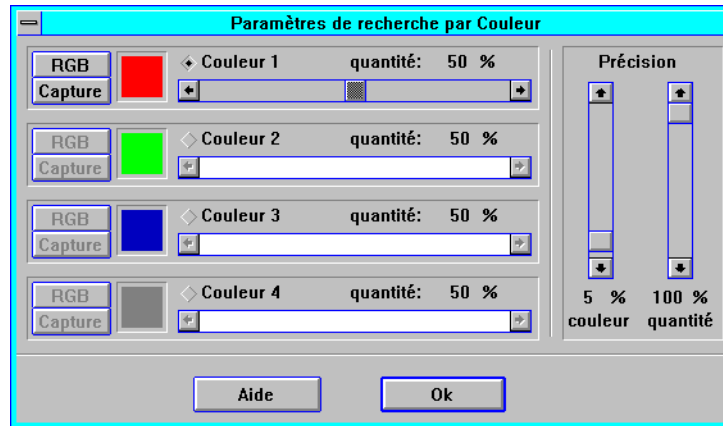 Paramètres de recherche par Couleur
RGB
Capture
Couleur 1 quantité: 50 %
RGB
Capture
Couleur 2 quantité: 50 %
RGB
Capture
Couleur 3 quantité: 50 %
RGB
Capture
Couleur 4 quantité: 50 %
Précision
5 % 100 %
couleur quantité
Aide Ok